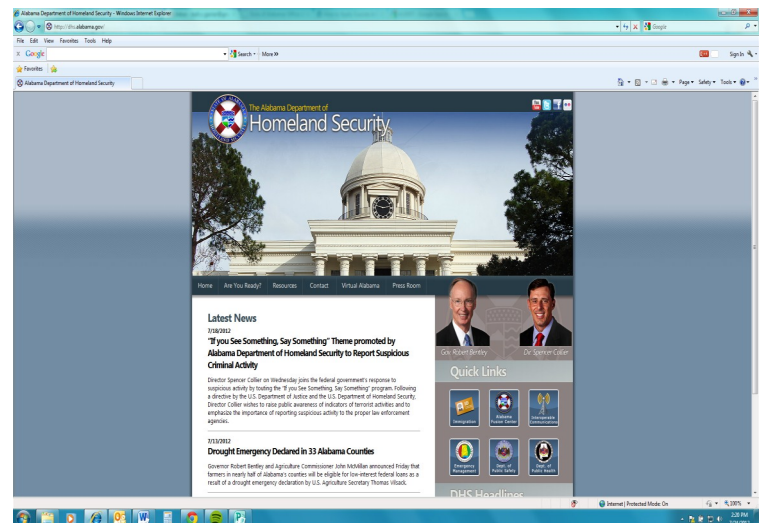 Alabama Department of Homeland Security - Windows Internet Explorer
http://dhs.alabama.gov/
Google
File Edit View Favorites Tools Help
x Google Search More >> Sign In
Favorites
Alabama Department of Homeland Security
Page Safety Tools
The Alabama Department of
Homeland Security
Home Are You Ready? Resources Contact Virtual Alabama Press Room
Latest News
7/18/2012
"If you See Something, Say Something" Theme promoted by
Alabama Department of Homeland Security to Report Suspicious
Criminal Activity
Director Spencer Collier on Wednesday joins the federal government's response to
suspicious activity by touting the "If you See Something, Say Something" program. Following
a directive by the U.S. Department of Justice and the U.S. Department of Homeland Security,
Director Collier wishes to raise public awareness of indicators of terrorist activities and to
emphasize the importance of reporting suspicious activity to the proper law enforcement
agencies.
7/13/2012
Drought Emergency Declared in 33 Alabama Counties
Governor Robert Bentley and Agriculture Commissioner John McMillan announced Friday that
farmers in nearly half of Alabama's counties will be eligible for low-interest federal loans as a
result of a drought emergency declaration by U.S. Agriculture Secretary Thomas Vilsack.
Gov. Robert Bentley
Dir. Spencer Collier
Quick Links
Immigration
Alabama
Fusion Center
Interoperable
Communications
Emergency
Management
Dept. of
Public Safety
Dept. of
Public Health
DHS Headlines
Internet | Protected Mode: On
100%
2:20 PM